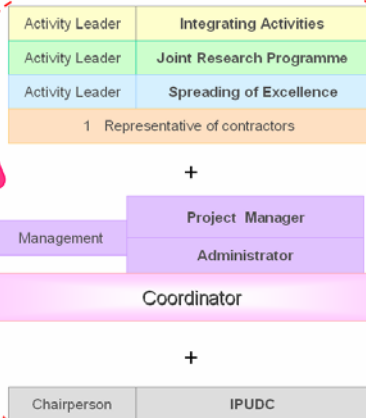 Activity Leader Integrating Activities
Activity Leader Joint Research Programme
Activity Leader Spreading of Excellence
1 Representative of contractors
+
Project Manager
Management
Administrator
Coordinator
+
Chairperson IPUDC